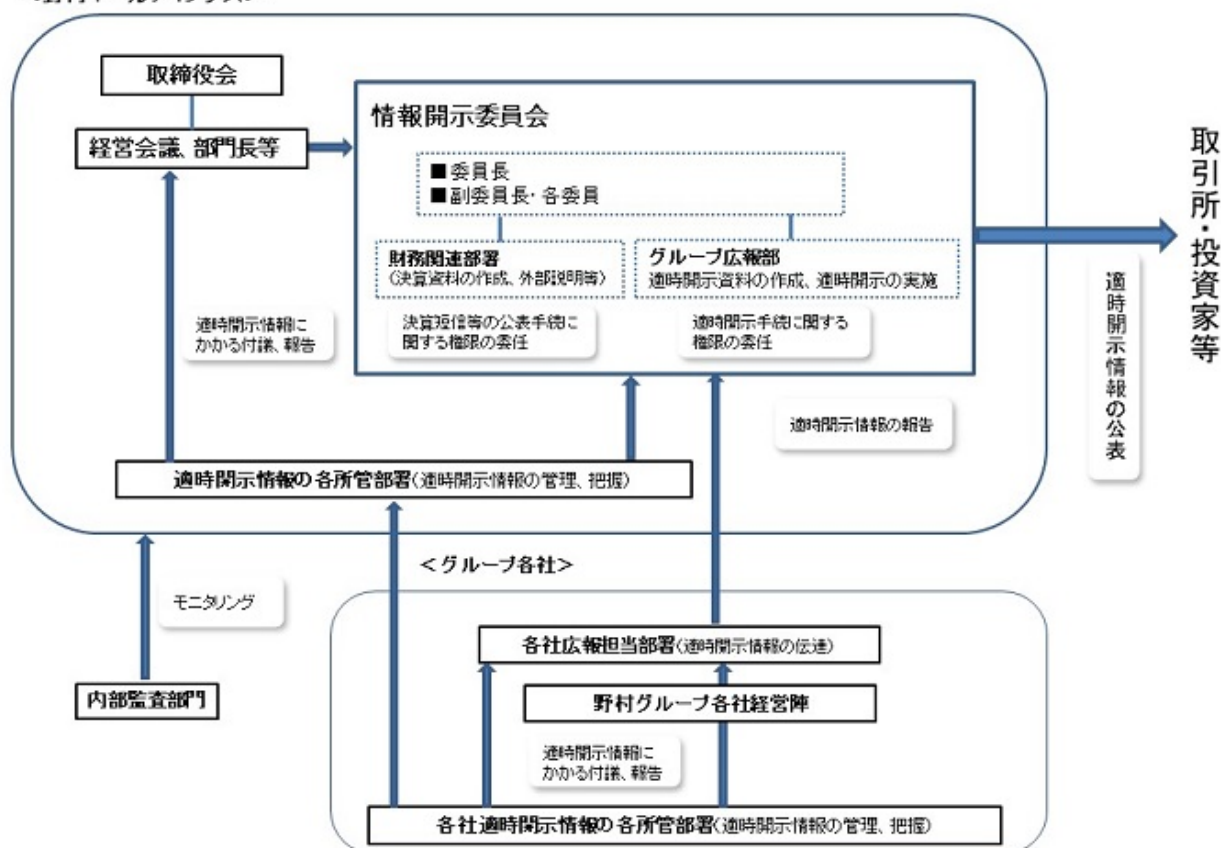 取締役会
経営会議、部門長等
情報開示委員会
■委員長
■副委員長・各委員
財務関連部署
(決算資料の作成、外部説明等)
グループ広報部
適時開示資料の作成、適時開示の実施
決算短信等の公表手続に
関する権限の委任
適時開示手続に関する
権限の委任
適時開示情報に
かかる付議、報告
適時開示情報の報告
取引所・投資家等
適時開示情報の公表
適時開示情報の各所管部署(適時開示情報の管理、把握)
モニタリング
内部監査部門
<グループ各社>
各社広報担当部署(適時開示情報の伝達)
野村グループ各社経営陣
適時開示情報に
かかる付議、報告
各社適時開示情報の各所管部署(適時開示情報の管理、把握)